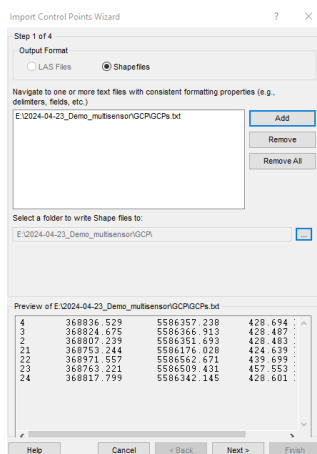 Import Control Points Wizard ? ×
Step 1 of 4
Output Format
LAS Files Shapefiles
Navigate to one or more text files with consistent formatting properties (e.g.,
delimiters, fields, etc.)
E:\2024-04-23_Demo_multisensor\GCP\GCPs.txt
Add
Remove
Remove All
Select a folder to write Shape files to:
E:\2024-04-23_Demo_multisensor\GCP\
...
Preview of E:\2024-04-23_Demo_multisensor\GCP\GCPs.txt
4 368836.529 5586357.238 428.694
3 368824.675 5586366.913 428.487
2 368807.239 5586351.693 428.483
21 368753.244 5586176.028 424.639
22 368971.557 5586562.671 439.699
23 368763.221 5586509.431 457.553
24 368817.799 5586342.145 428.601
Help Cancel < Back Next > Finish